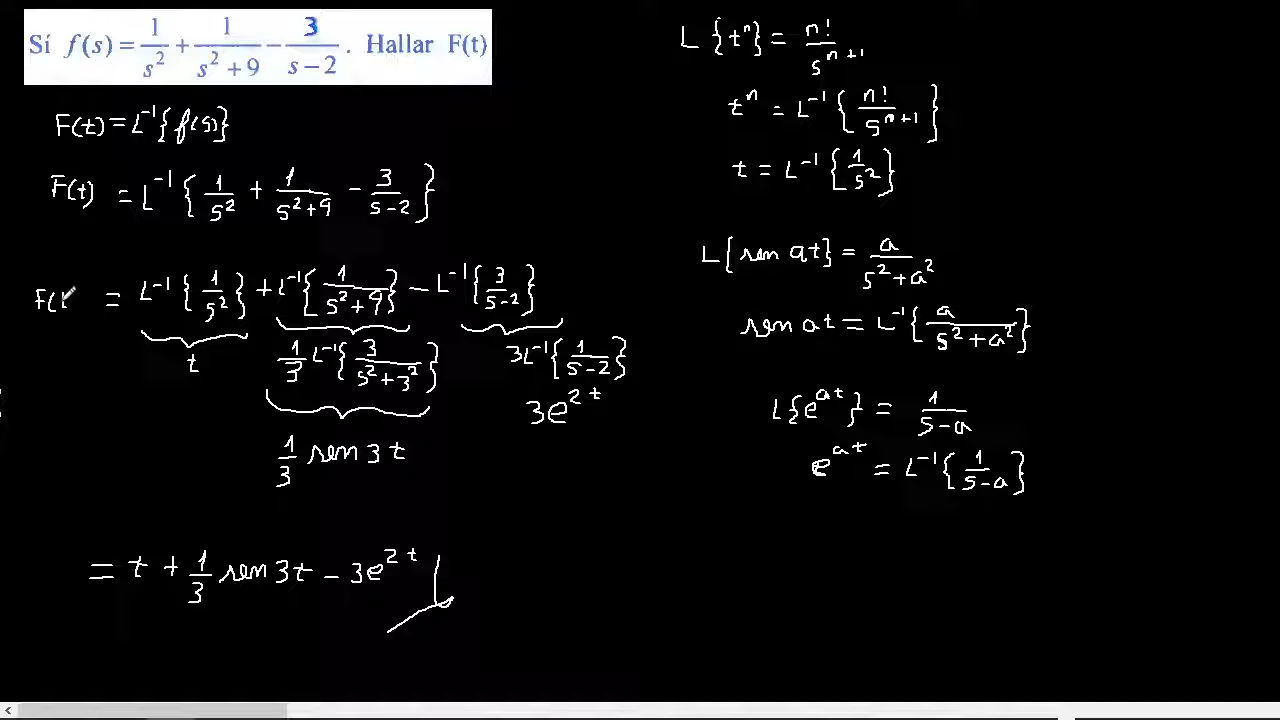 Sí f(s) = 1/s² + 1/(s² + 9) − 3/(s − 2) . Hallar F(t)
F(t) = L⁻¹{f(s)}
F(t) = L⁻¹{1/s² + 1/(s²+9) − 3/(s−2)}
F(t = L⁻¹{1/s²} + L⁻¹{1/(s²+9)} − L⁻¹{3/(s−2)}
t
1/3 L⁻¹{3/(s²+3²)}
3L⁻¹{1/(s−2)}
3e^(2t)
1/3 sen 3t
= t + 1/3 sen 3t − 3e^(2t)
L{tⁿ} = n!/sⁿ⁺¹
tⁿ = L⁻¹{n!/sⁿ⁺¹}
t = L⁻¹{1/s²}
L{sen at} = a/(s²+a²)
sen at = L⁻¹{a/(s²+a²)}
L{e^(at)} = 1/(s−a)
e^(at) = L⁻¹{1/(s−a)}